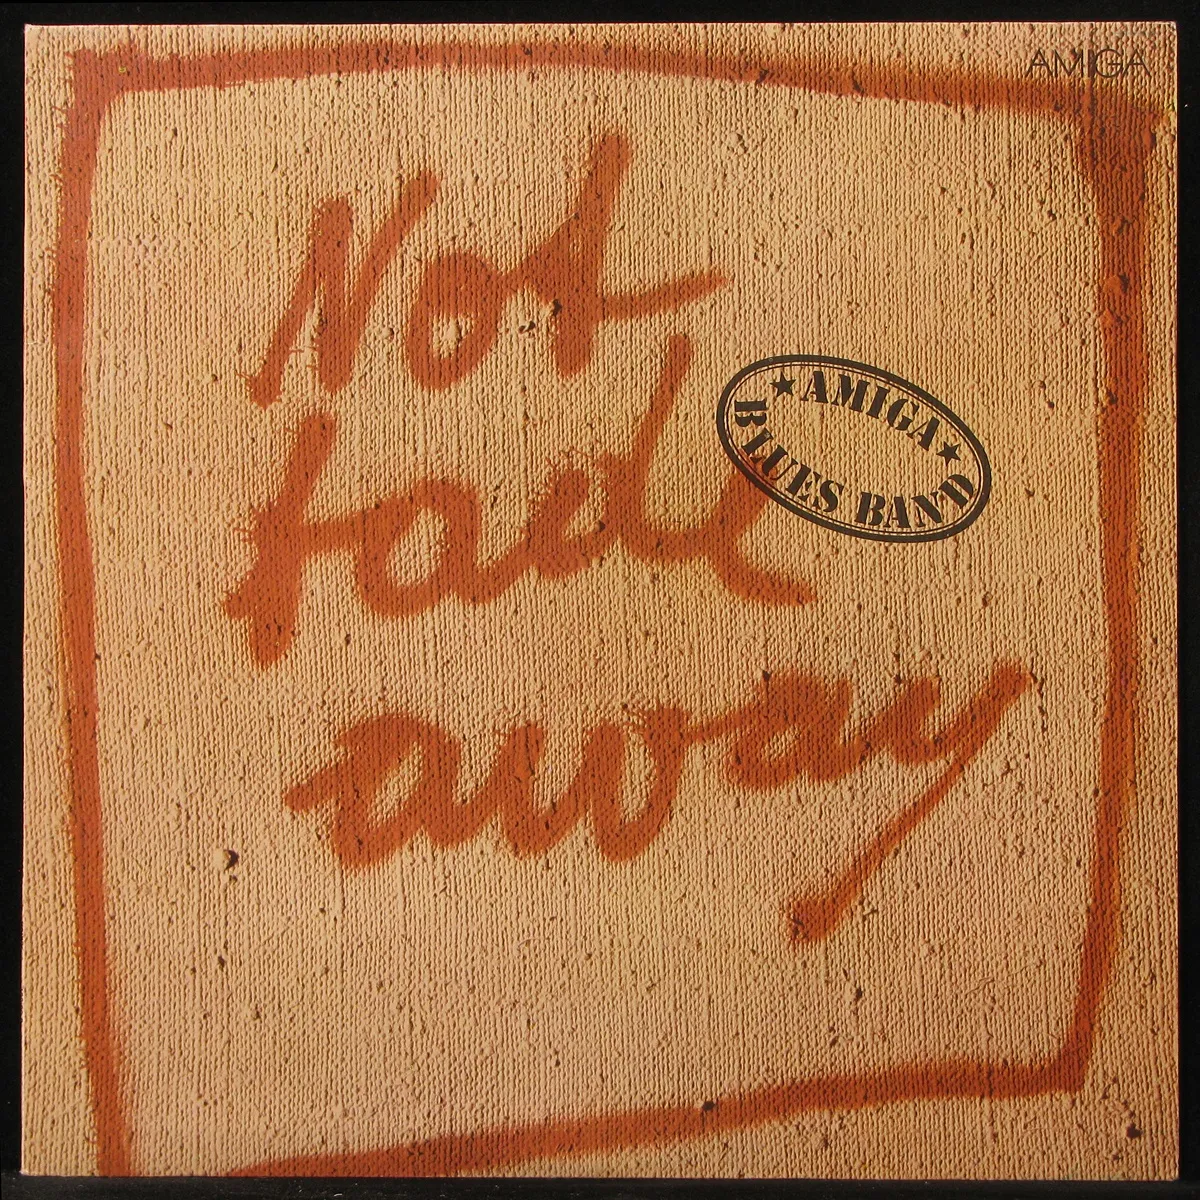 AMIGA
Not
fade
away
★ AMIGA ★
BLUES BAND